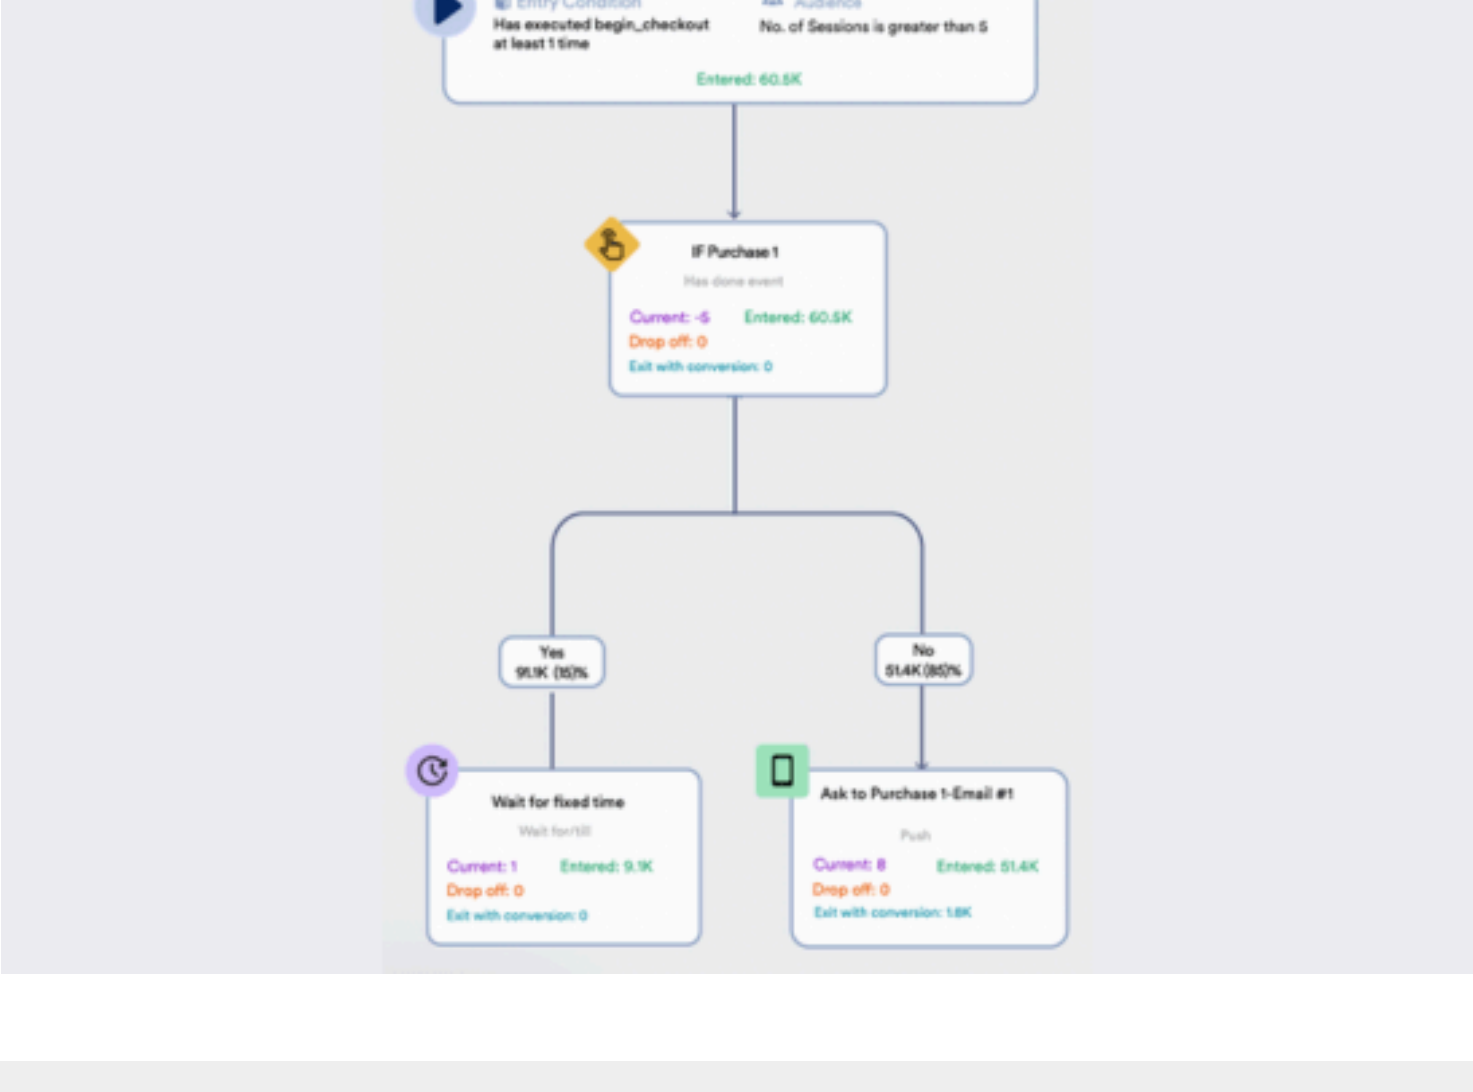 Entry Condition
Audience
Has executed begin_checkout
at least 1 time
No. of Sessions is greater than 5
Entered: 60.5K
IF Purchase 1
Has done event
Current: -5 Entered: 60.5K
Drop off: 0
Exit with conversion: 0
Yes
91.1K (15)%
No
51.4K(85)%
Wait for fixed time
Wait for/till
Current: 1 Entered: 9.1K
Drop off: 0
Exit with conversion: 0
Ask to Purchase 1-Email #1
Push
Current: 8 Entered: 51.4K
Drop off: 0
Exit with conversion: 1.8K